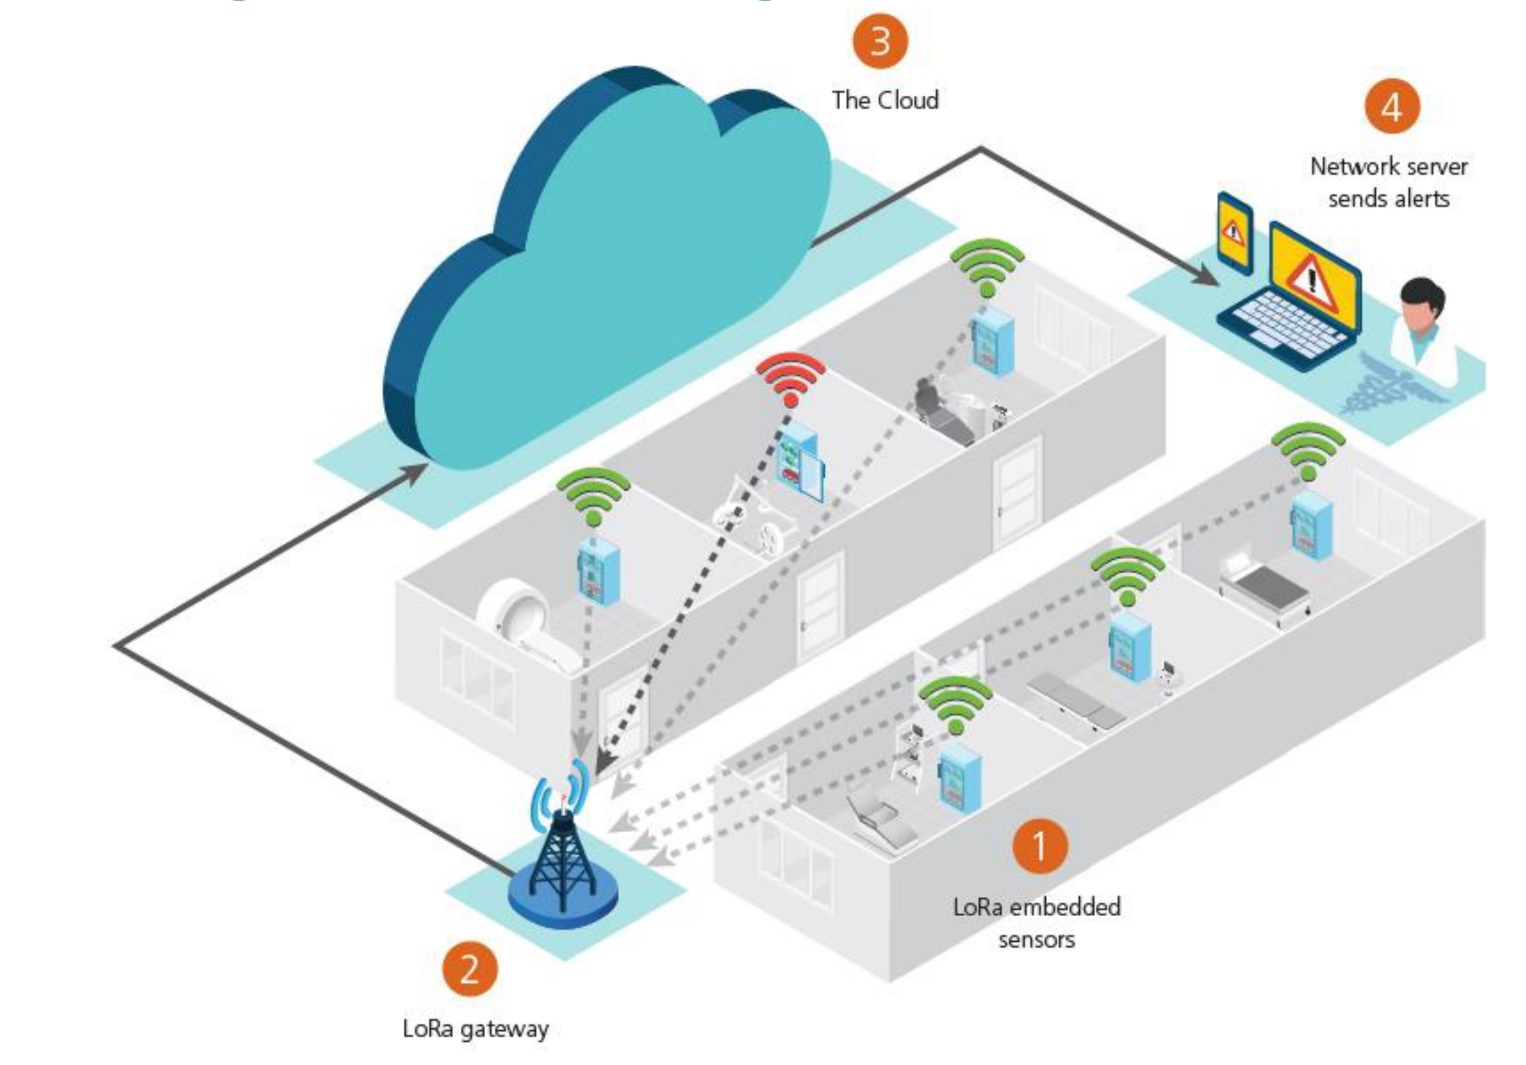 3
The Cloud
4
Network server
sends alerts
1
LoRa embedded
sensors
2
LoRa gateway